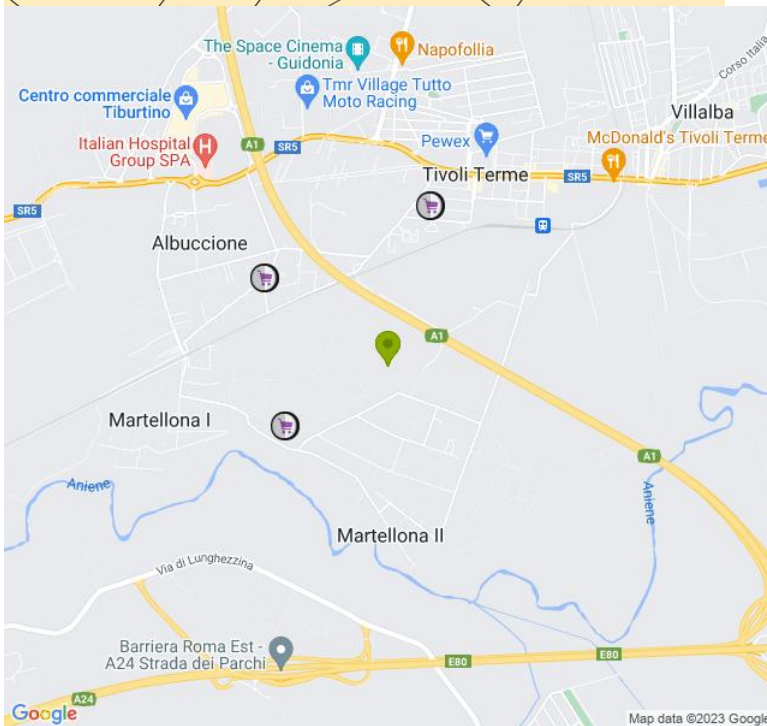 The Space Cinema
- Guidonia
Napofollia
Corso Italia
Centro commerciale
Tiburtino
Tmr Village Tutto
Moto Racing
Villalba
Italian Hospital
Group SPA
A1
SR5
Pewex
McDonald's Tivoli Terme
Tivoli Terme
SR5
SR5
Albuccione
A1
Martellona I
A1
Aniene
Aniene
Martellona II
Via di Lunghezzina
Barriera Roma Est -
A24 Strada dei Parchi
E80
E80
A24
Google
Map data ©2023 Google